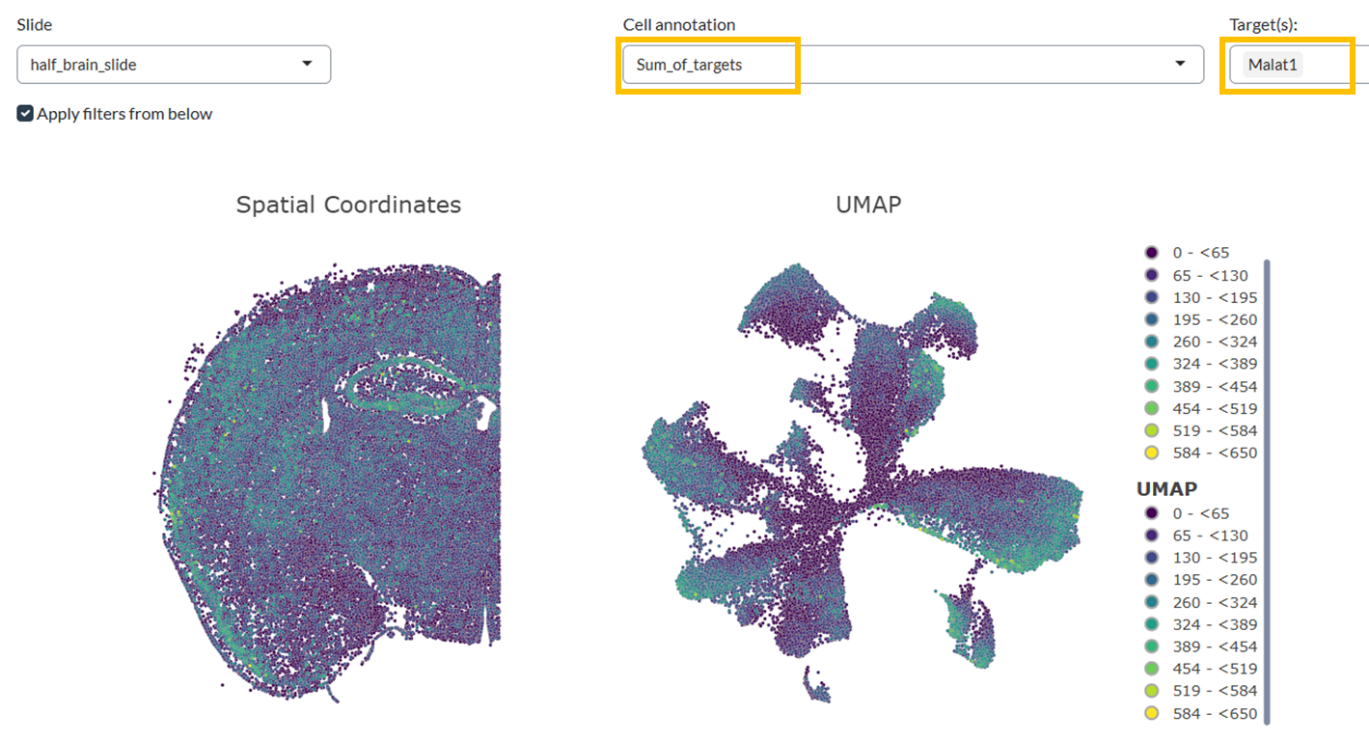 Slide
Cell annotation
Target(s):
half_brain_slide
Sum_of_targets
Malat1
Apply filters from below
Spatial Coordinates
UMAP
0 - <65
65 - <130
130 - <195
195 - <260
260 - <324
324 - <389
389 - <454
454 - <519
519 - <584
584 - <650
UMAP
0 - <65
65 - <130
130 - <195
195 - <260
260 - <324
324 - <389
389 - <454
454 - <519
519 - <584
584 - <650